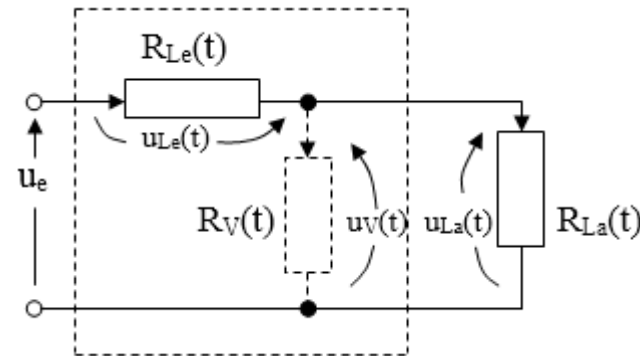 R_Le(t)
u_Le(t)
u_e
R_V(t)
u_V(t)
u_La(t)
R_La(t)